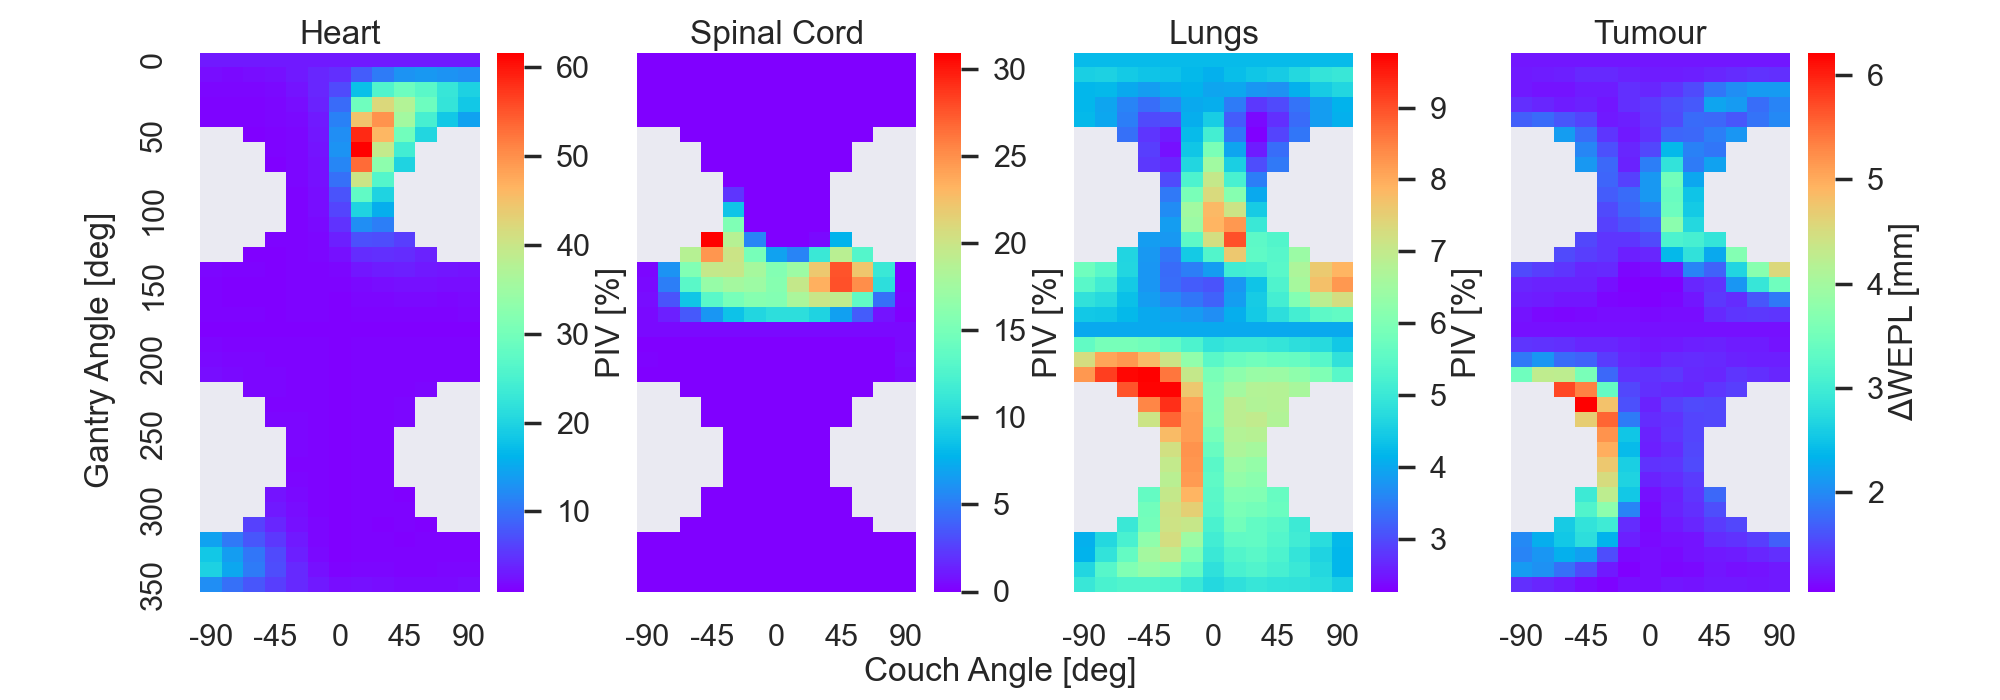 Heart
Spinal Cord
Lungs
Tumour
Gantry Angle [deg]
0
50
100
150
200
250
300
350
-90 -45 0 45 90
60
50
40
30
20
10
PIV [%]
-90 -45 0 45 90
30
25
20
15
10
5
0
PIV [%]
-90 -45 0 45 90
9
8
7
6
5
4
3
PIV [%]
-90 -45 0 45 90
6
5
4
3
2
ΔWEPL [mm]
Couch Angle [deg]